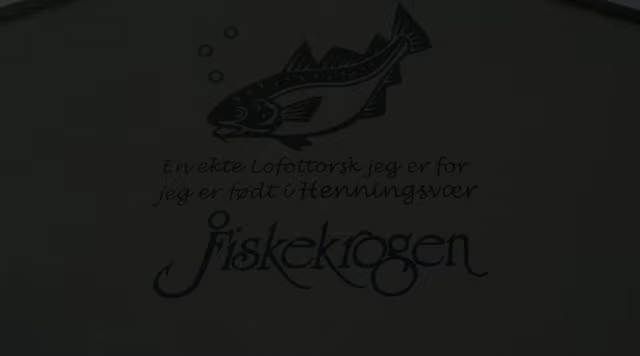 En ekte Lofottorsk jeg er for
jeg er født i Henningsvær
Fiskekrogen